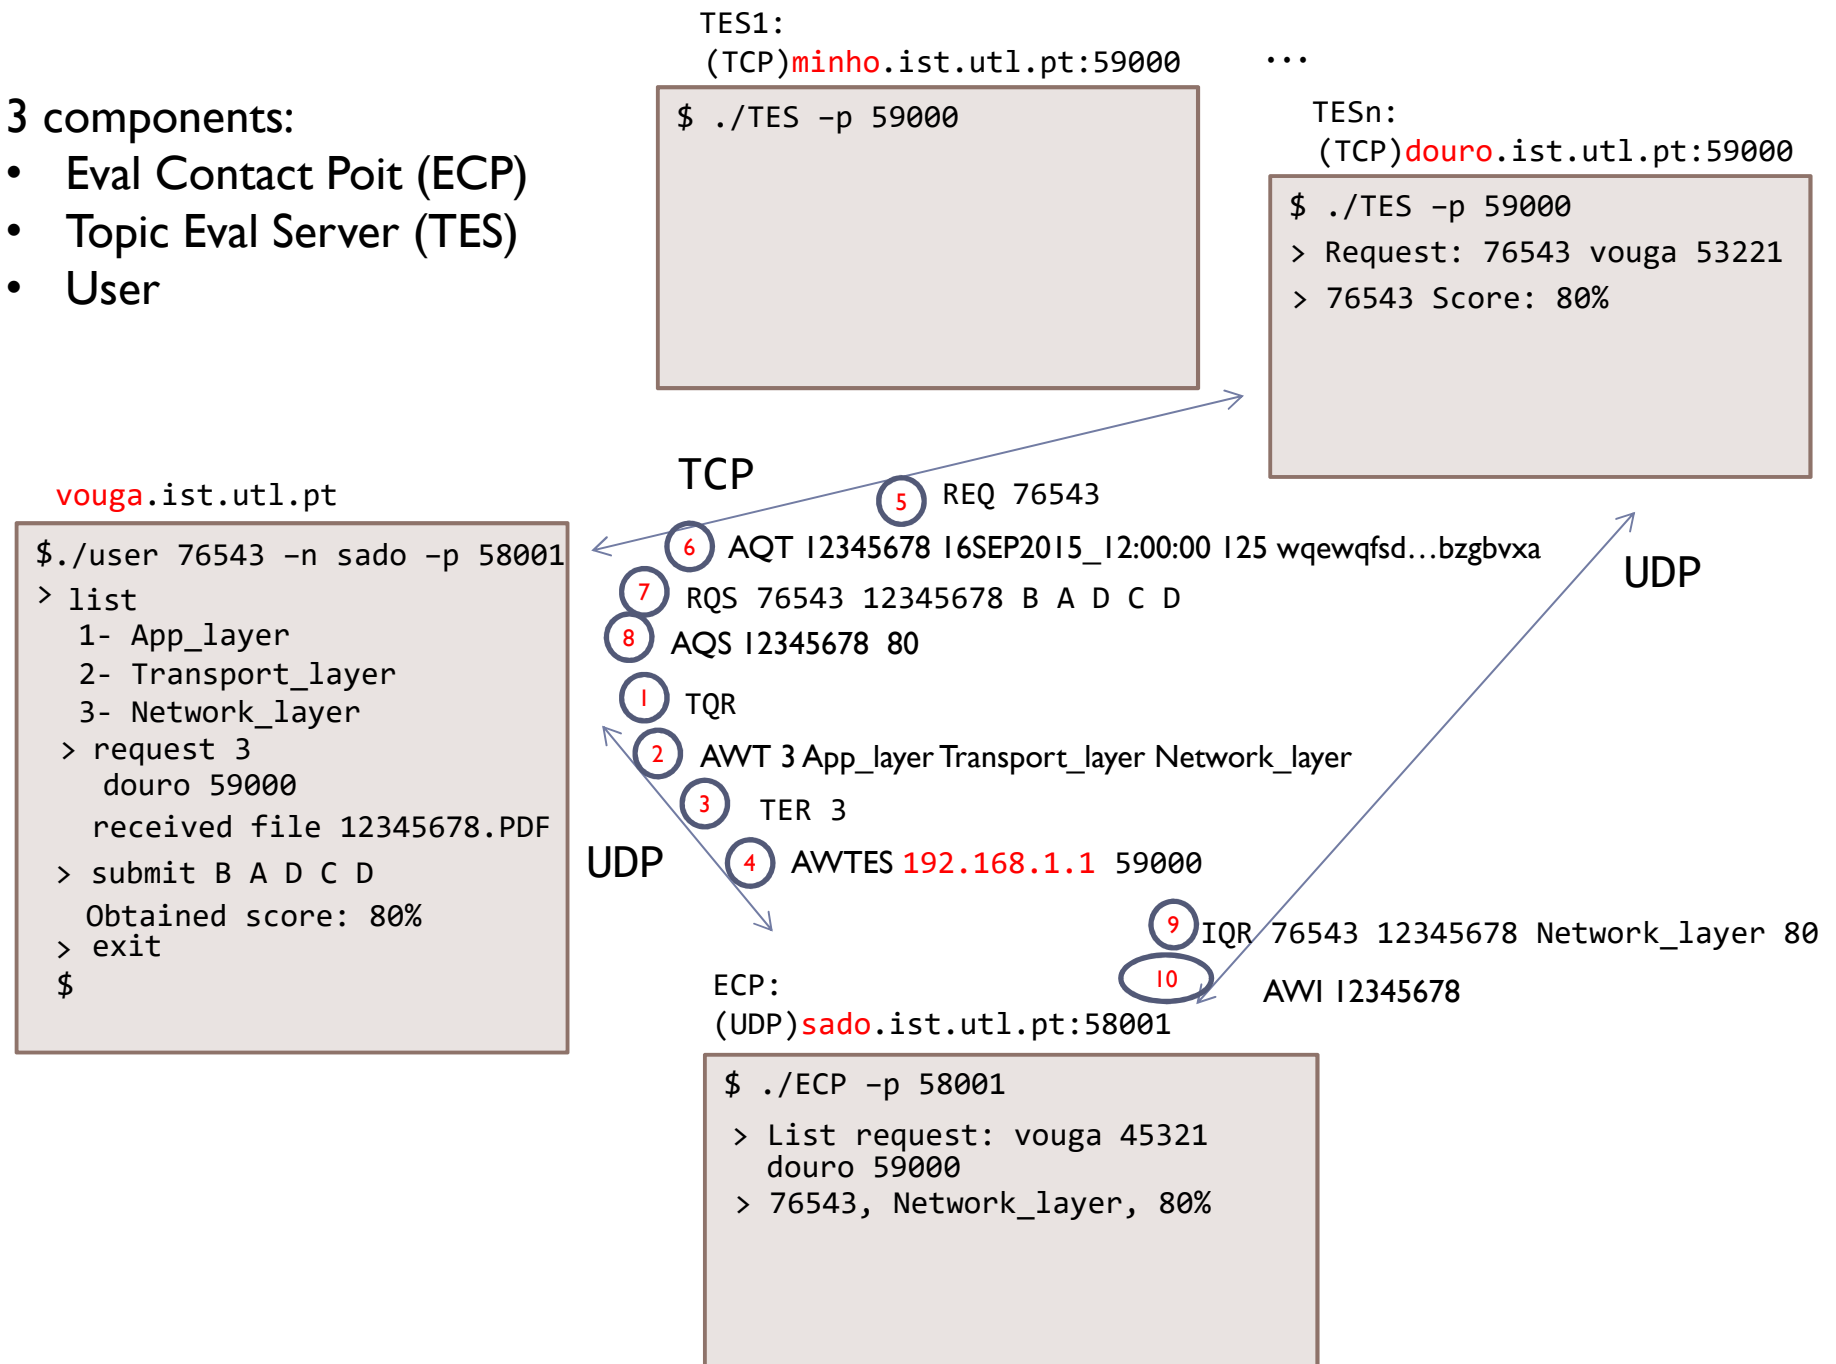 3 components:
• Eval Contact Poit (ECP)
• Topic Eval Server (TES)
• User
TES1:
(TCP)minho.ist.utl.pt:59000
$ ./TES –p 59000
...
TESn:
(TCP)douro.ist.utl.pt:59000
$ ./TES –p 59000
> Request: 76543 vouga 53221
> 76543 Score: 80%
vouga.ist.utl.pt
$./user 76543 –n sado –p 58001
> list
1- App_layer
2- Transport_layer
3- Network_layer
> request 3
douro 59000
received file 12345678.PDF
> submit B A D C D
Obtained score: 80%
> exit
$
TCP
5 REQ 76543
6 AQT 12345678 16SEP2015_12:00:00 125 wqewqfsd…bzgbvxa
7 RQS 76543 12345678 B A D C D
8 AQS 12345678 80
1 TQR
2 AWT 3 App_layer Transport_layer Network_layer
3 TER 3
UDP
4 AWTES 192.168.1.1 59000
UDP
9 IQR 76543 12345678 Network_layer 80
10 AWI 12345678
ECP:
(UDP)sado.ist.utl.pt:58001
$ ./ECP –p 58001
> List request: vouga 45321
douro 59000
> 76543, Network_layer, 80%